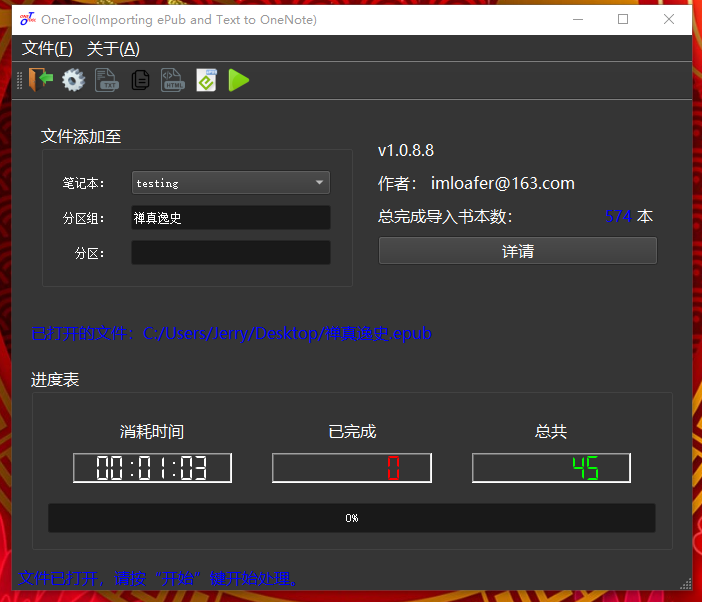 OneTool(Importing ePub and Text to OneNote)
文件(F) 关于(A)
文件添加至
笔记本： testing
分区组： 禅真逸史
分区：
v1.0.8.8
作者： imloafer@163.com
总完成导入书本数： 574 本
详请
已打开的文件：C:/Users/Jerry/Desktop/禅真逸史.epub
进度表
消耗时间 已完成 总共
00:01:03 0 45
0%
文件已打开，请按“开始”键开始处理。